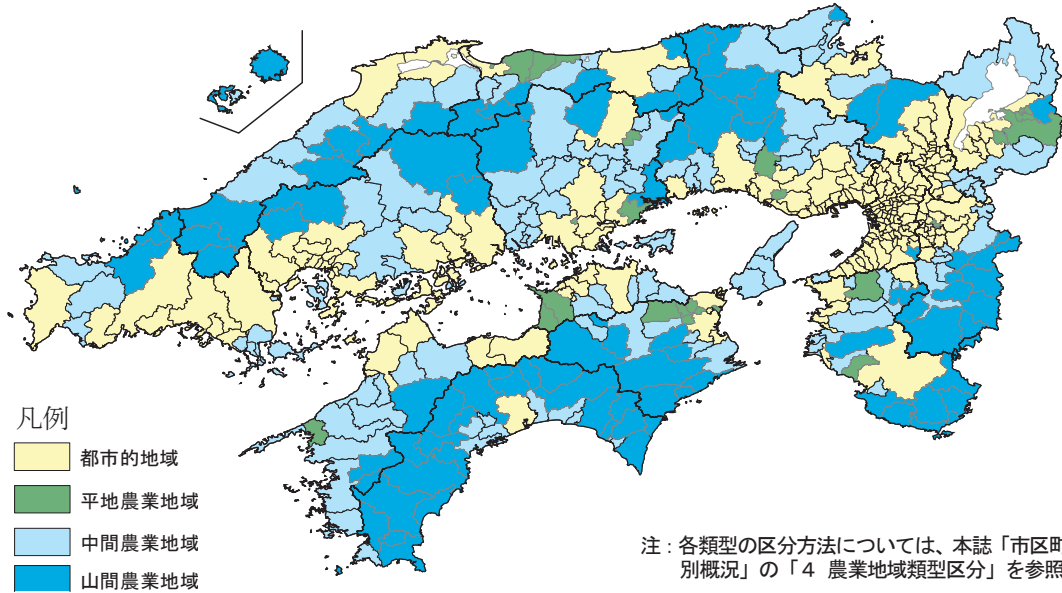 凡例
都市的地域
平地農業地域
中間農業地域
山間農業地域
注：各類型の区分方法については、本誌「市区町
別概況」の「4 農業地域類型区分」を参照